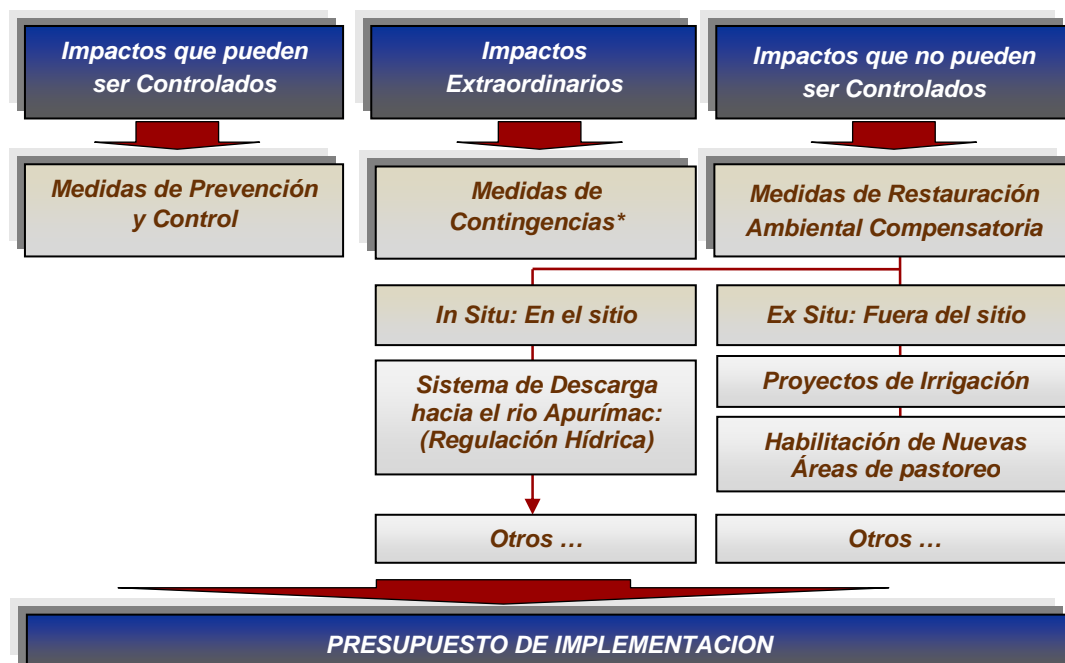 Impactos que pueden
ser Controlados
Impactos
Extraordinarios
Impactos que no pueden
ser Controlados
Medidas de Prevención
y Control
Medidas de
Contingencias*
Medidas de Restauración
Ambiental Compensatoria
In Situ: En el sitio
Ex Situ: Fuera del sitio
Sistema de Descarga
hacia el rio Apurímac:
(Regulación Hídrica)
Proyectos de Irrigación
Habilitación de Nuevas
Áreas de pastoreo
Otros …
Otros …
PRESUPUESTO DE IMPLEMENTACION